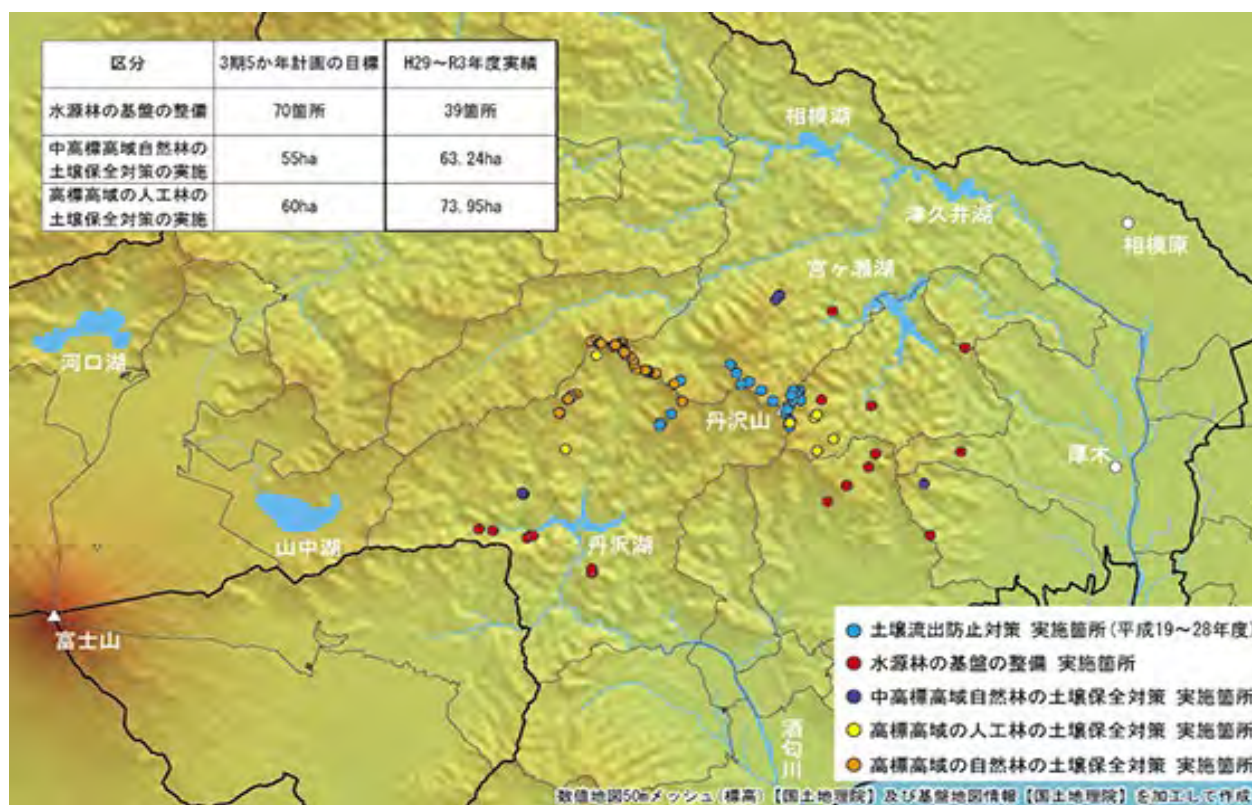 区分 3期5か年計画の目標 H29～R3年度実績
水源林の基盤の整備 70箇所 39箇所
中高標高域自然林の
土壌保全対策の実施 55ha 63.24ha
高標高域の人工林の
土壌保全対策の実施 60ha 73.95ha
相模湖
津久井湖
相模原
宮ヶ瀬湖
河口湖
丹沢山
厚木
山中湖
丹沢湖
富士山
酒匂川
土壌流出防止対策 実施箇所(平成19～28年度)
水源林の基盤の整備 実施箇所
中高標高域自然林の土壌保全対策 実施箇所
高標高域の人工林の土壌保全対策 実施箇所
高標高域の自然林の土壌保全対策 実施箇所
数値地図50mメッシュ(標高)【国土地理院】及び基盤地図情報【国土地理院】を加工して作成